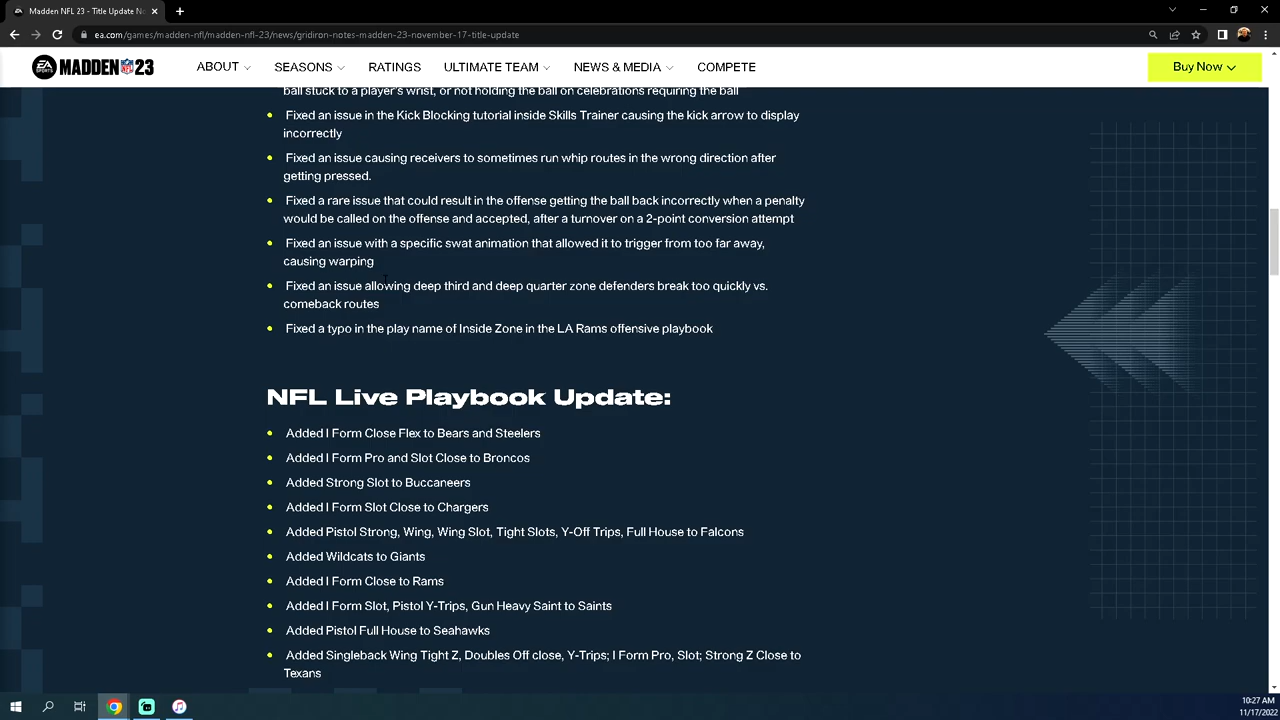 Madden NFL 23 - Title Update No
ea.com/games/madden-nfl/madden-nfl-23/news/gridiron-notes-madden-23-november-17-title-update
EA SPORTS MADDEN NFL 23
ABOUT
SEASONS
RATINGS
ULTIMATE TEAM
NEWS & MEDIA
COMPETE
Buy Now
ball stuck to a player's wrist, or not holding the ball on celebrations requiring the ball
Fixed an issue in the Kick Blocking tutorial inside Skills Trainer causing the kick arrow to display
incorrectly
Fixed an issue causing receivers to sometimes run whip routes in the wrong direction after
getting pressed.
Fixed a rare issue that could result in the offense getting the ball back incorrectly when a penalty
would be called on the offense and accepted, after a turnover on a 2-point conversion attempt
Fixed an issue with a specific swat animation that allowed it to trigger from too far away,
causing warping
Fixed an issue allowing deep third and deep quarter zone defenders break too quickly vs.
comeback routes
Fixed a typo in the play name of Inside Zone in the LA Rams offensive playbook
NFL Live Playbook Update:
Added I Form Close Flex to Bears and Steelers
Added I Form Pro and Slot Close to Broncos
Added Strong Slot to Buccaneers
Added I Form Slot Close to Chargers
Added Pistol Strong, Wing, Wing Slot, Tight Slots, Y-Off Trips, Full House to Falcons
Added Wildcats to Giants
Added I Form Close to Rams
Added I Form Slot, Pistol Y-Trips, Gun Heavy Saint to Saints
Added Pistol Full House to Seahawks
Added Singleback Wing Tight Z, Doubles Off close, Y-Trips; I Form Pro, Slot; Strong Z Close to
Texans
10:27 AM
11/17/2022